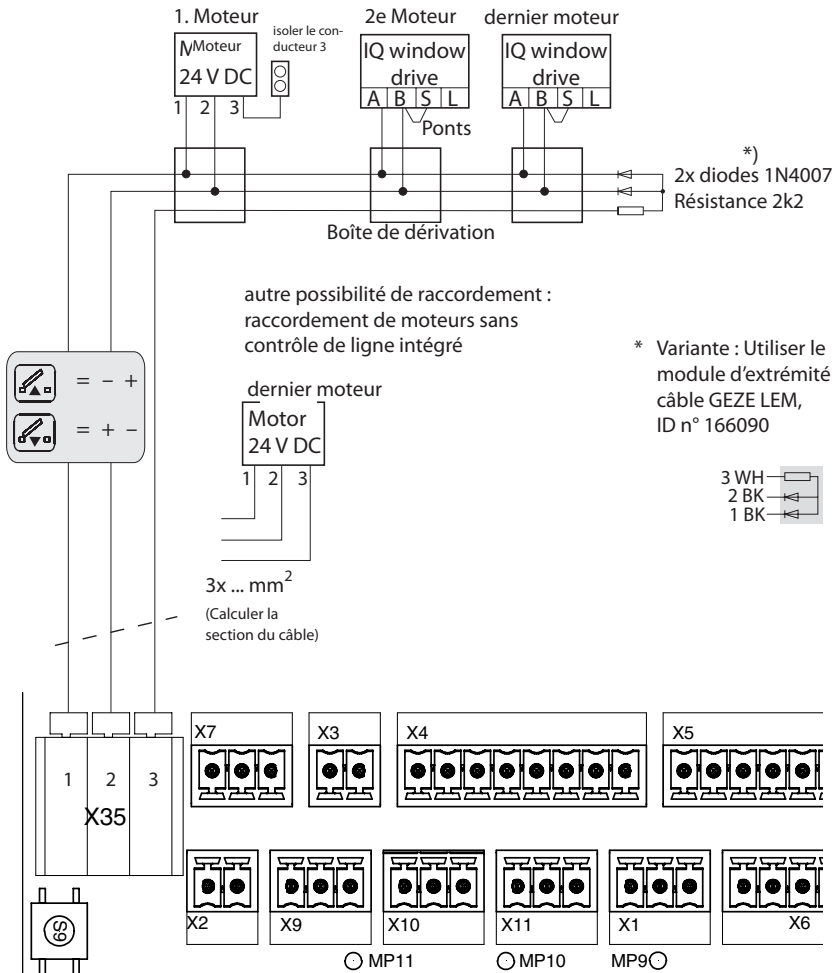 1. Moteur
2e Moteur
dernier moteur
isoler le con-
ducteur 3
Moteur
24 V DC
1 2 3
IQ window
drive
A B S L
IQ window
drive
A B S L
Ponts
*)
2x diodes 1N4007
Résistance 2k2
Boîte de dérivation
autre possibilité de raccordement :
raccordement de moteurs sans
contrôle de ligne intégré
* Variante : Utiliser le
module d'extrémité
câble GEZE LEM,
ID n° 166090
= – +
= + –
dernier moteur
Motor
24 V DC
1 2 3
3 WH
2 BK
1 BK
3x ... mm²
(Calculer la
section du câble)
X7
X3
X4
X5
1 2 3
X35
X2
X9
X10
X11
X1
X6
S9
MP11
MP10
MP9